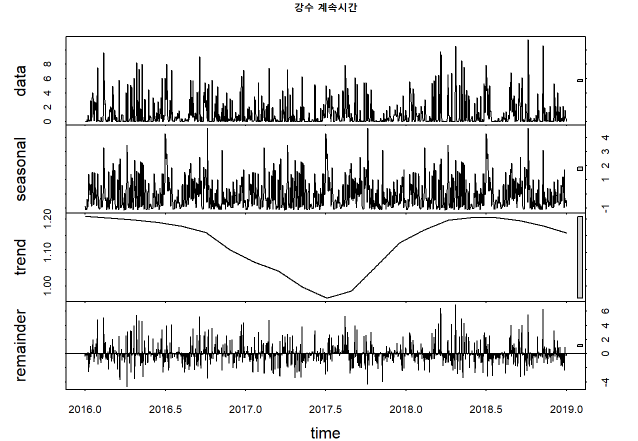 강수 계속시간
data
0 2 4 6 8
seasonal
-1 1 2 3 4
trend
1.00 1.10 1.20
remainder
-4 0 2 4 6
2016.0 2016.5 2017.0 2017.5 2018.0 2018.5 2019.0
time